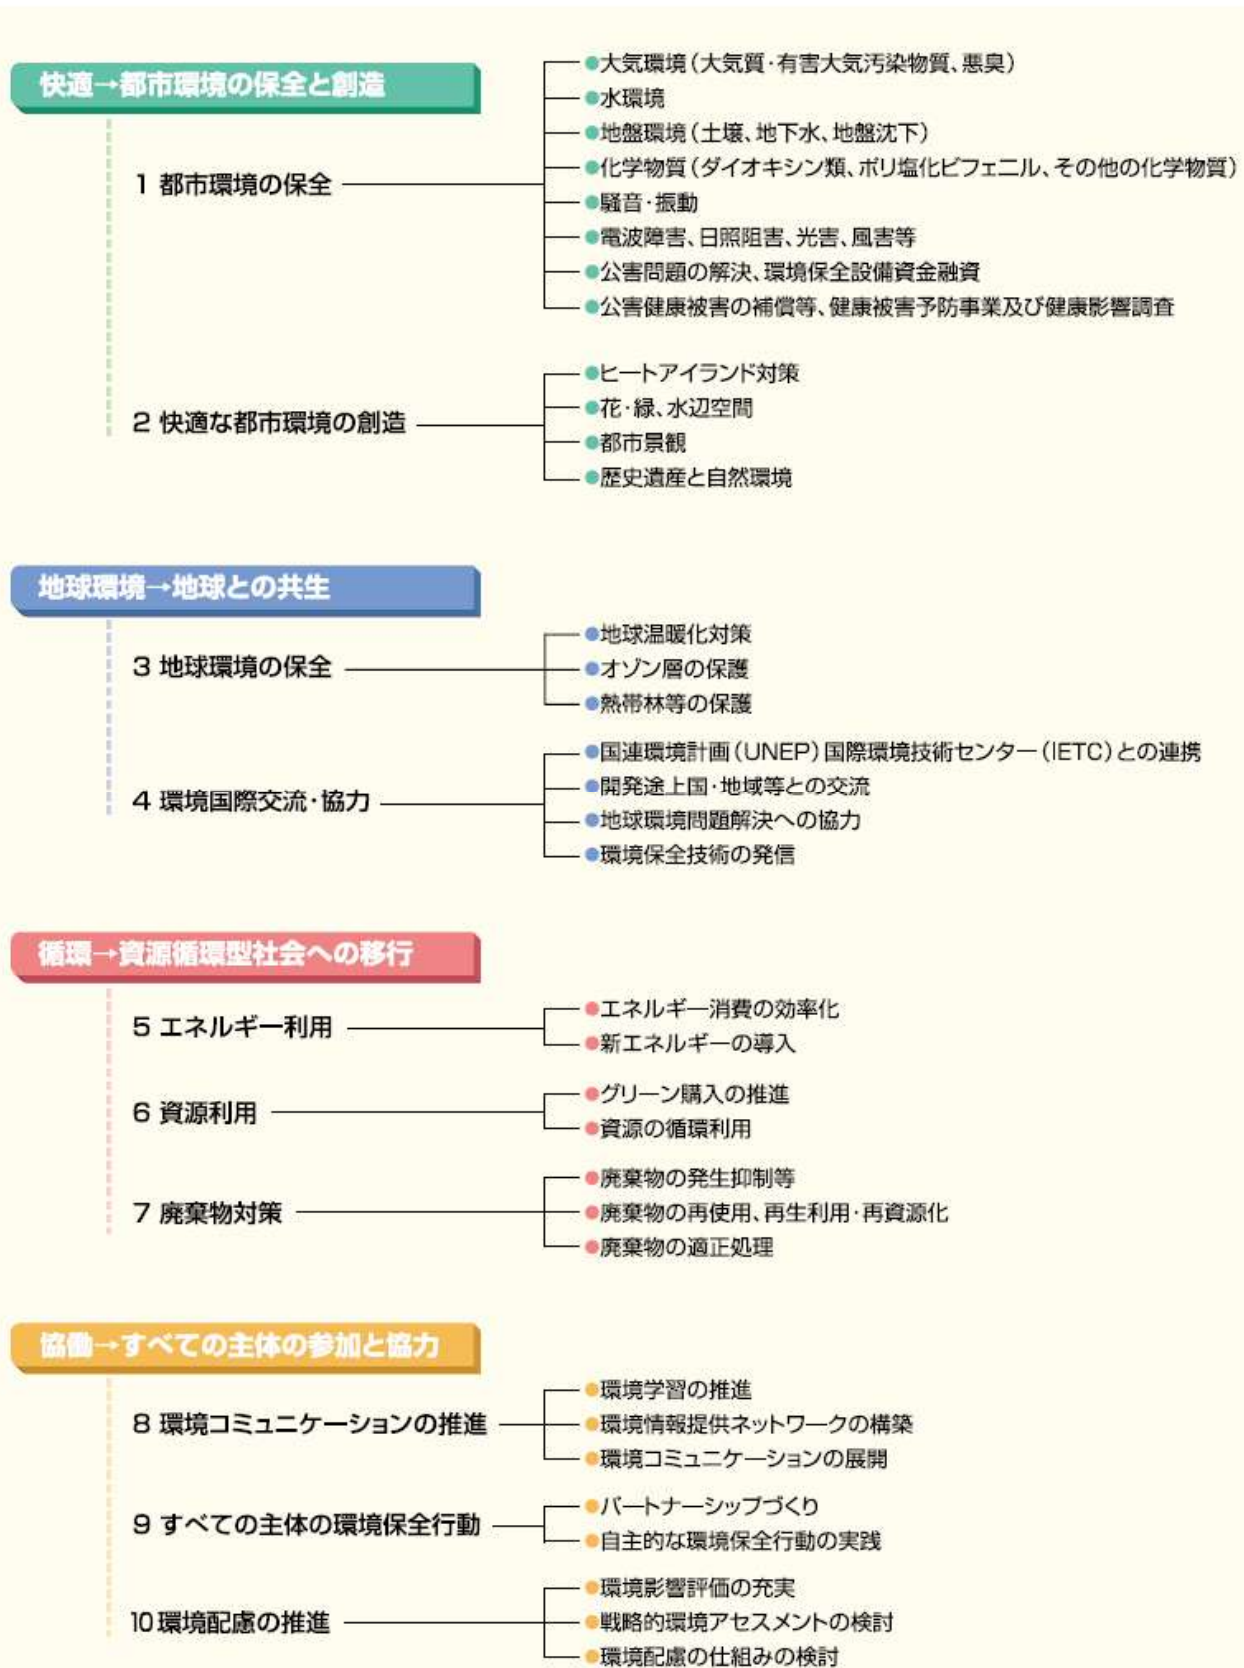 快適→都市環境の保全と創造
1 都市環境の保全
●大気環境（大気質・有害大気汚染物質、悪臭）
●水環境
●地盤環境（土壌、地下水、地盤沈下）
●化学物質（ダイオキシン類、ポリ塩化ビフェニル、その他の化学物質）
●騒音・振動
●電波障害、日照阻害、光害、風害等
●公害問題の解決、環境保全設備資金融資
●公害健康被害の補償等、健康被害予防事業及び健康影響調査
2 快適な都市環境の創造
●ヒートアイランド対策
●花・緑、水辺空間
●都市景観
●歴史遺産と自然環境
地球環境→地球との共生
3 地球環境の保全
●地球温暖化対策
●オゾン層の保護
●熱帯林等の保護
4 環境国際交流・協力
●国連環境計画（UNEP）国際環境技術センター（IETC）との連携
●開発途上国・地域等との交流
●地球環境問題解決への協力
●環境保全技術の発信
循環→資源循環型社会への移行
5 エネルギー利用
●エネルギー消費の効率化
●新エネルギーの導入
6 資源利用
●グリーン購入の推進
●資源の循環利用
7 廃棄物対策
●廃棄物の発生抑制等
●廃棄物の再使用、再生利用・再資源化
●廃棄物の適正処理
協働→すべての主体の参加と協力
8 環境コミュニケーションの推進
●環境学習の推進
●環境情報提供ネットワークの構築
●環境コミュニケーションの展開
9 すべての主体の環境保全行動
●パートナーシップづくり
●自主的な環境保全行動の実践
10 環境配慮の推進
●環境影響評価の充実
●戦略的環境アセスメントの検討
●環境配慮の仕組みの検討